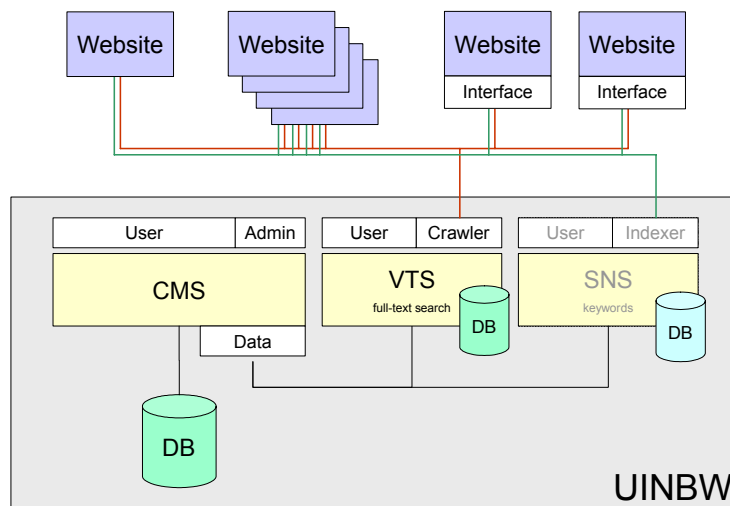 Website
Website
Website
Website
Interface
Interface
User
Admin
User
Crawler
User
Indexer
CMS
VTS
full-text search
SNS
keywords
DB
DB
Data
DB
UINBW